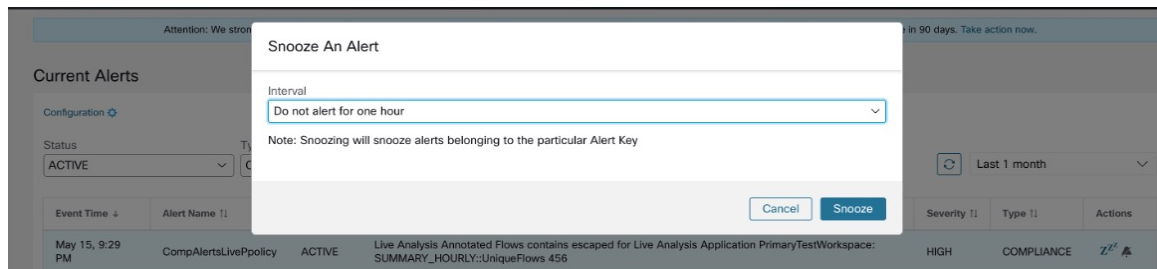 Attention: We stron
in 90 days. Take action now.
Snooze An Alert
Current Alerts
Interval
Configuration
Do not alert for one hour
Status
Note: Snoozing will snooze alerts belonging to the particular Alert Key
ACTIVE
Last 1 month
Cancel Snooze
Event Time ↓ Alert Name ↑↓ Severity ↑↓ Type ↑↓ Actions
May 15, 9:29 PM CompAlertsLivePpolicy ACTIVE Live Analysis Annotated Flows contains escaped for Live Analysis Application PrimaryTestWorkspace:
SUMMARY_HOURLY::UniqueFlows 456 HIGH COMPLIANCE